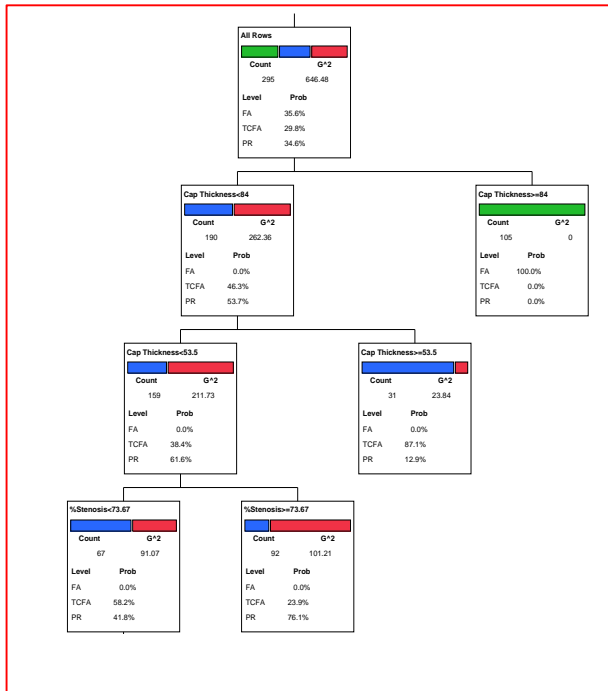 All Rows
Count G^2
295 646.48
Level Prob
FA 35.6%
TCFA 29.8%
PR 34.6%
Cap Thickness<84
Count G^2
190 262.36
Level Prob
FA 0.0%
TCFA 46.3%
PR 53.7%
Cap Thickness>=84
Count G^2
105 0
Level Prob
FA 100.0%
TCFA 0.0%
PR 0.0%
Cap Thickness<53.5
Count G^2
159 211.73
Level Prob
FA 0.0%
TCFA 38.4%
PR 61.6%
Cap Thickness>=53.5
Count G^2
31 23.84
Level Prob
FA 0.0%
TCFA 87.1%
PR 12.9%
%Stenosis<73.67
Count G^2
67 91.07
Level Prob
FA 0.0%
TCFA 58.2%
PR 41.8%
%Stenosis>=73.67
Count G^2
92 101.21
Level Prob
FA 0.0%
TCFA 23.9%
PR 76.1%